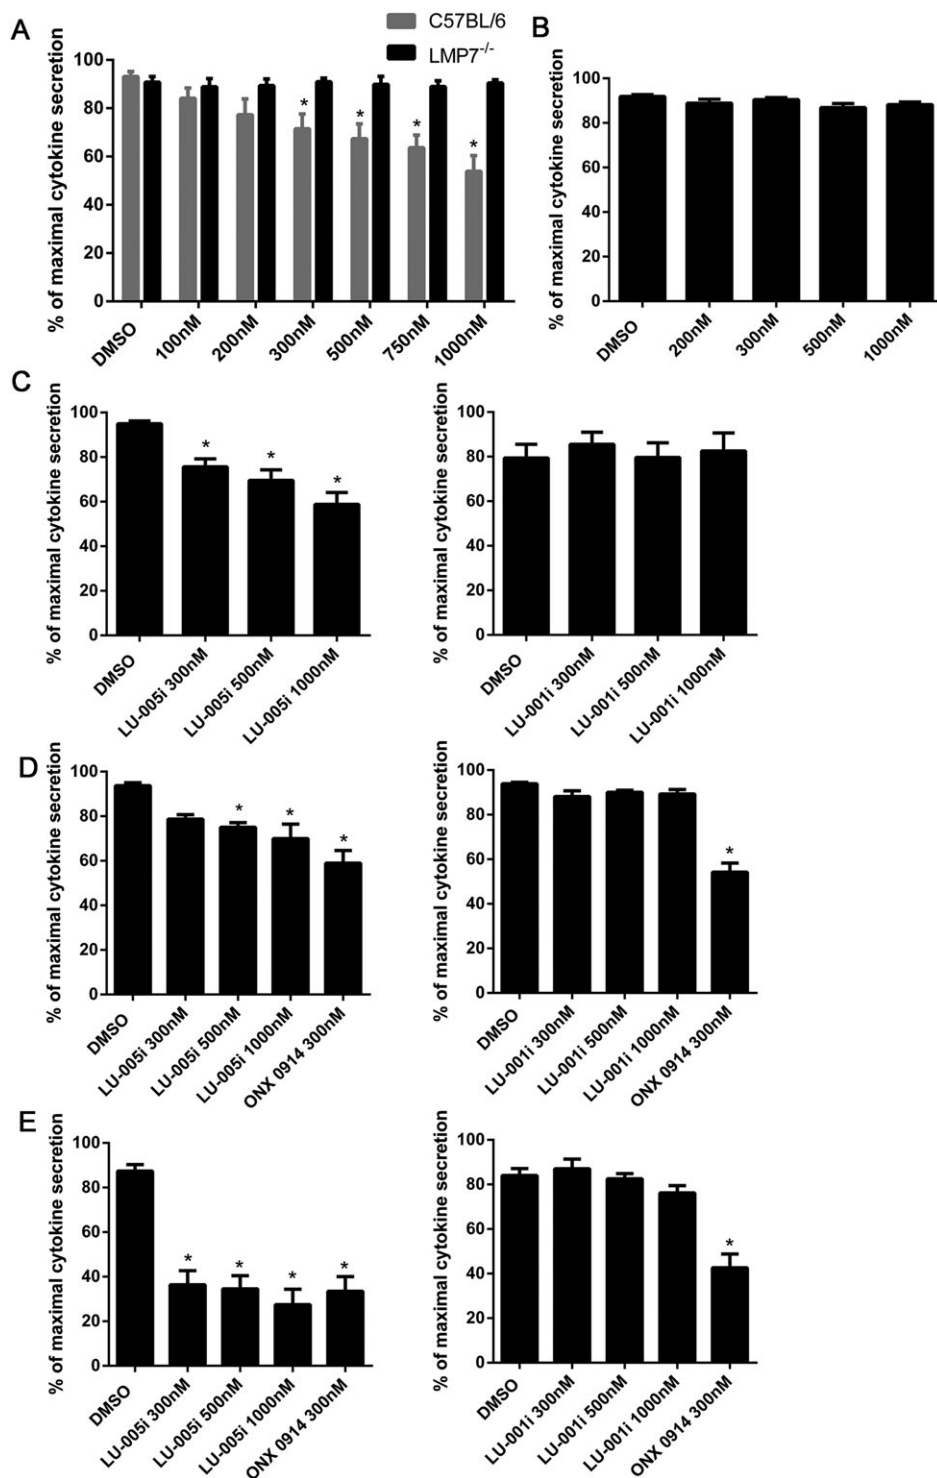 A
C57BL/6
LMP7-/-
% of maximal cytokine secretion
100
80
60
40
20
0
* * * *
DMSO 100nM 200nM 300nM 500nM 750nM 1000nM
B
% of maximal cytokine secretion
100
80
60
40
20
0
DMSO 200nM 300nM 500nM 1000nM
C
% of maximal cytokine secretion
100
80
60
40
20
0
* * *
DMSO LU-005i 300nM LU-005i 500nM LU-005i 1000nM
% of maximal cytokine secretion
100
80
60
40
20
0
DMSO LU-001i 300nM LU-001i 500nM LU-001i 1000nM
D
% of maximal cytokine secretion
100
80
60
40
20
0
* * *
DMSO LU-005i 300nM LU-005i 500nM LU-005i 1000nM ONX 0914 300nM
% of maximal cytokine secretion
100
80
60
40
20
0
*
DMSO LU-001i 300nM LU-001i 500nM LU-001i 1000nM ONX 0914 300nM
E
% of maximal cytokine secretion
100
80
60
40
20
0
* * * *
DMSO LU-005i 300nM LU-005i 500nM LU-005i 1000nM ONX 0914 300nM
% of maximal cytokine secretion
100
80
60
40
20
0
*
DMSO LU-001i 300nM LU-001i 500nM LU-001i 1000nM ONX 0914 300nM